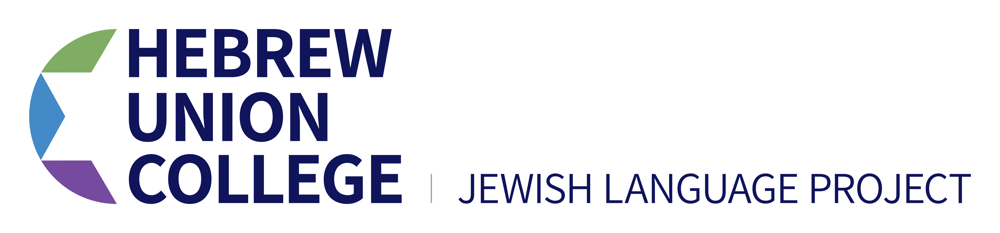 HEBREW
UNION
COLLEGE | JEWISH LANGUAGE PROJECT